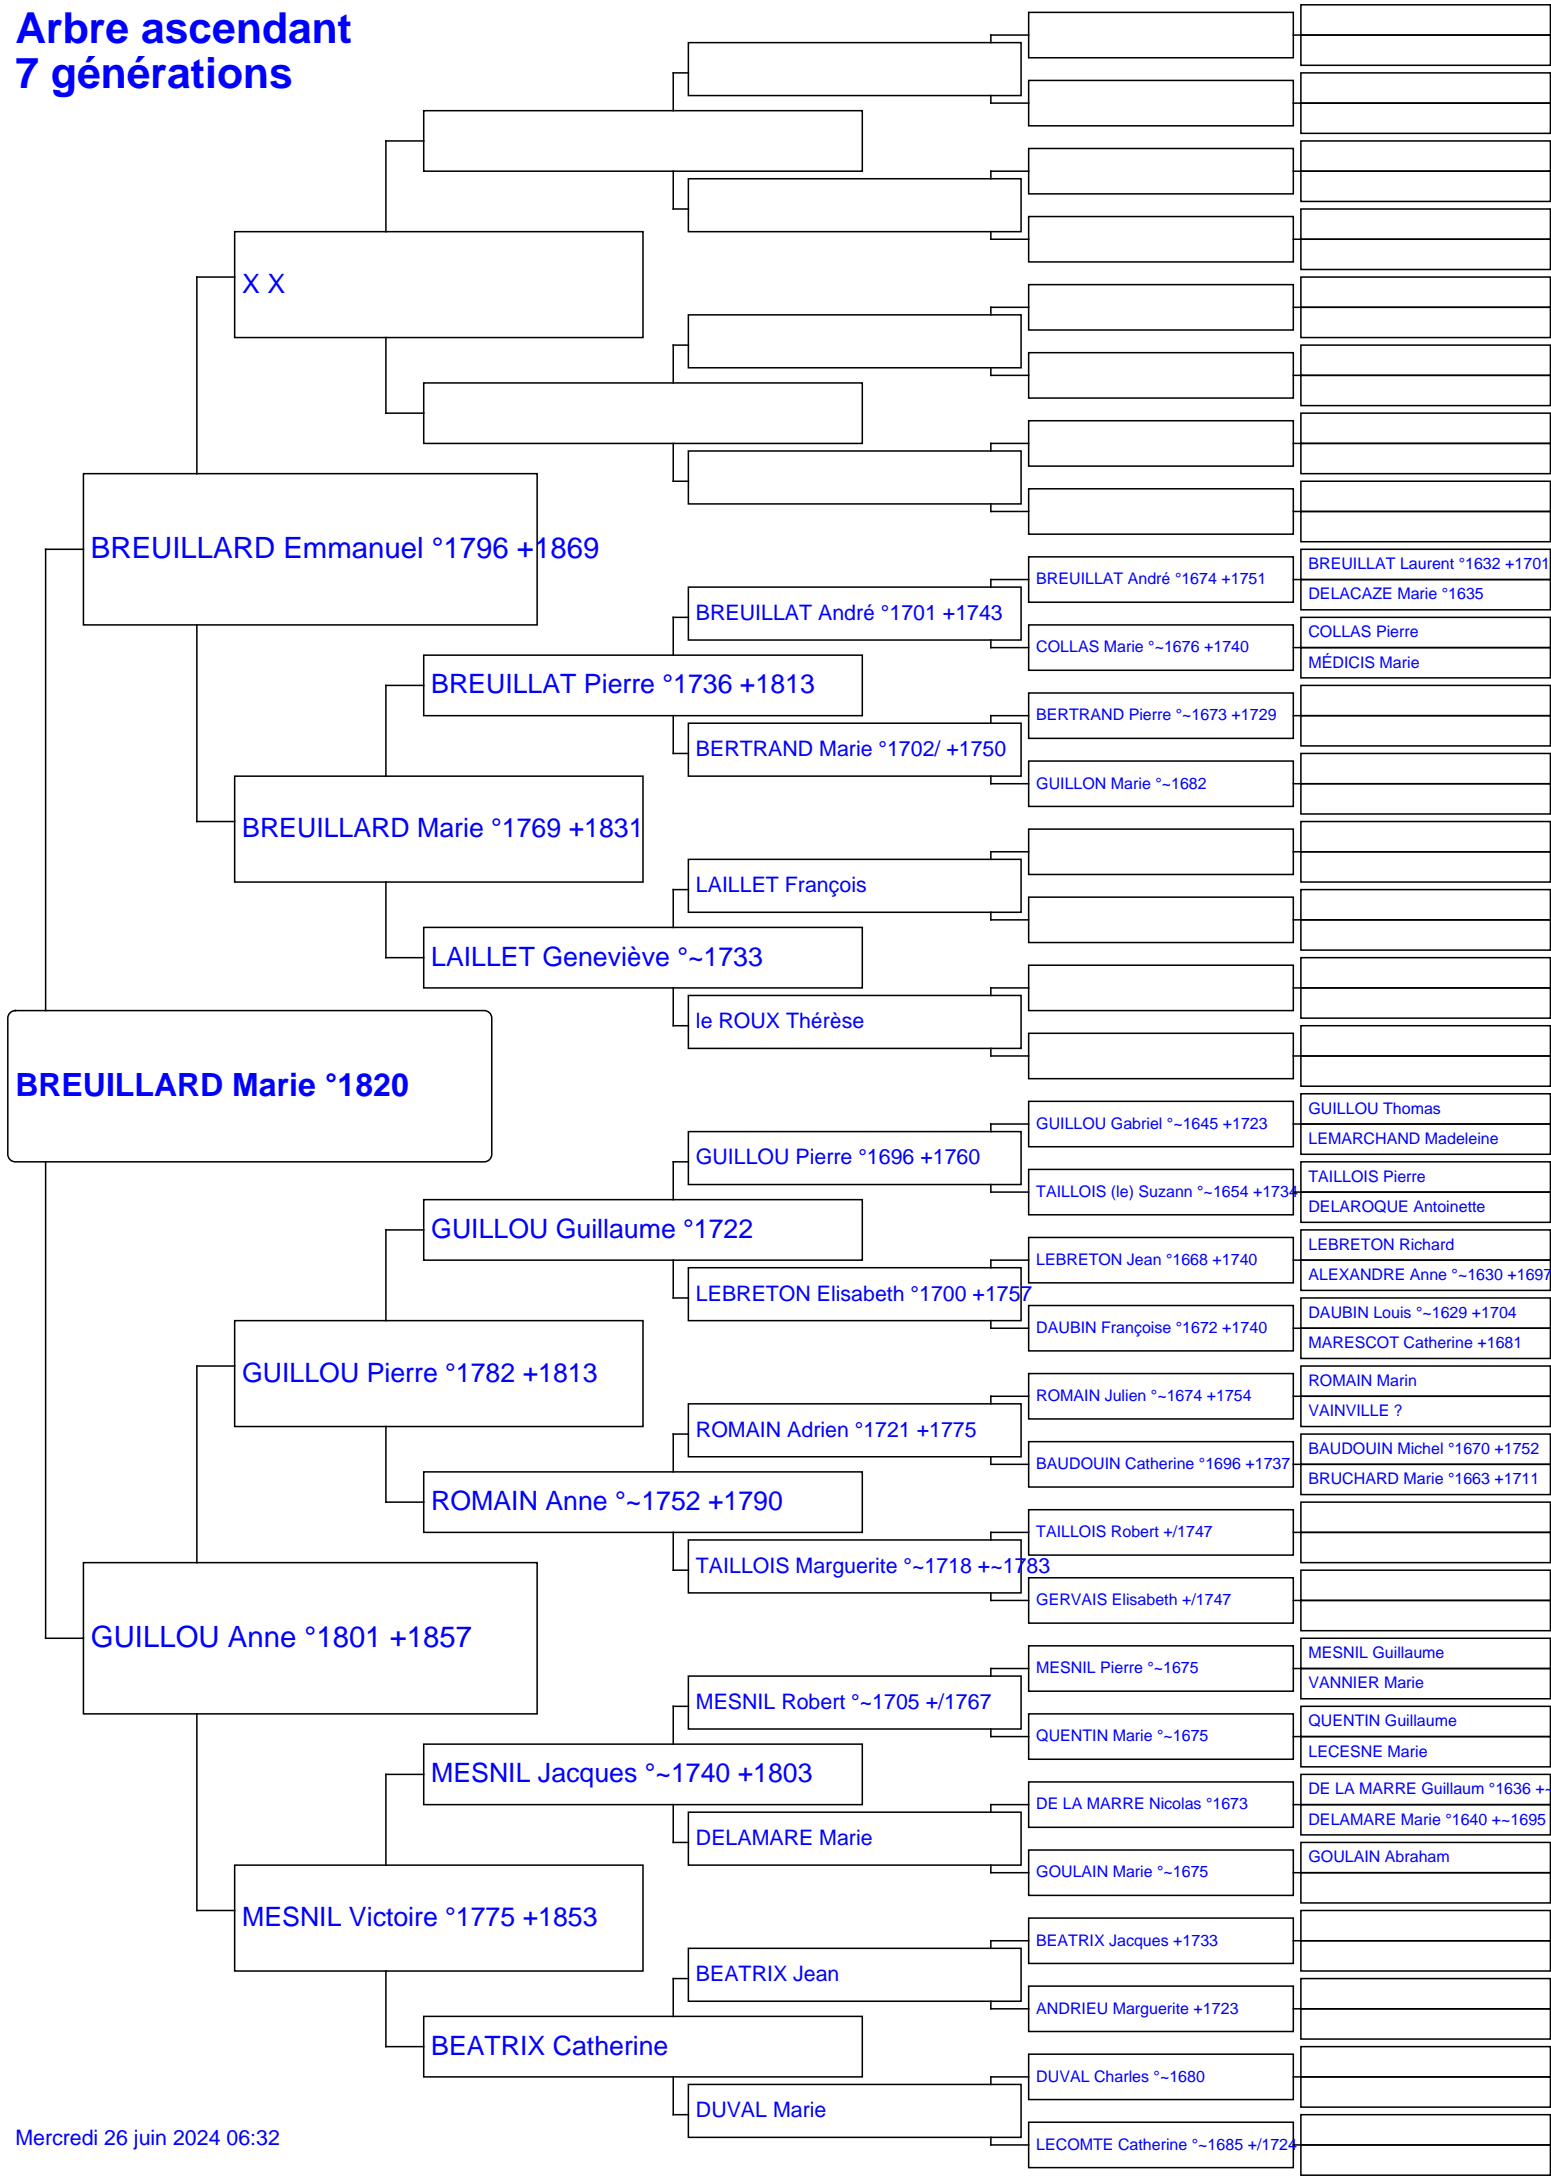 Arbre ascendant
7 générations
X X
BREUILLARD Emmanuel °1796 +1869
BREUILLAT Laurent °1632 +1701
BREUILLAT André °1674 +1751
DELACAZE Marie °1635
BREUILLAT André °1701 +1743
COLLAS Pierre
COLLAS Marie °~1676 +1740
MÉDICIS Marie
BREUILLAT Pierre °1736 +1813
BERTRAND Pierre °~1673 +1729
BERTRAND Marie °1702/ +1750
GUILLON Marie °~1682
BREUILLARD Marie °1769 +1831
LAILLET François
LAILLET Geneviève °~1733
le ROUX Thérèse
BREUILLARD Marie °1820
GUILLOU Thomas
GUILLOU Gabriel °~1645 +1723
LEMARCHAND Madeleine
GUILLOU Pierre °1696 +1760
TAILLOIS Pierre
TAILLOIS (le) Suzann °~1654 +1734
DELAROQUE Antoinette
GUILLOU Guillaume °1722
LEBRETON Richard
LEBRETON Jean °1668 +1740
ALEXANDRE Anne °~1630 +1697
LEBRETON Elisabeth °1700 +1757
DAUBIN Louis °~1629 +1704
DAUBIN Françoise °1672 +1740
MARESCOT Catherine +1681
GUILLOU Pierre °1782 +1813
ROMAIN Marin
ROMAIN Julien °~1674 +1754
VAINVILLE ?
ROMAIN Adrien °1721 +1775
BAUDOUIN Michel °1670 +1752
BAUDOUIN Catherine °1696 +1737
BRUCHARD Marie °1663 +1711
ROMAIN Anne °~1752 +1790
TAILLOIS Robert +/1747
TAILLOIS Marguerite °~1718 +~1783
GERVAIS Elisabeth +/1747
GUILLOU Anne °1801 +1857
MESNIL Guillaume
MESNIL Pierre °~1675
VANNIER Marie
MESNIL Robert °~1705 +/1767
QUENTIN Guillaume
QUENTIN Marie °~1675
LECESNE Marie
MESNIL Jacques °~1740 +1803
DE LA MARRE Guillaum °1636 +~
DE LA MARRE Nicolas °1673
DELAMARE Marie °1640 +~1695
DELAMARE Marie
GOULAIN Abraham
GOULAIN Marie °~1675
MESNIL Victoire °1775 +1853
BEATRIX Jacques +1733
BEATRIX Jean
ANDRIEU Marguerite +1723
BEATRIX Catherine
DUVAL Charles °~1680
DUVAL Marie
LECOMTE Catherine °~1685 +/1724
Mercredi 26 juin 2024 06:32